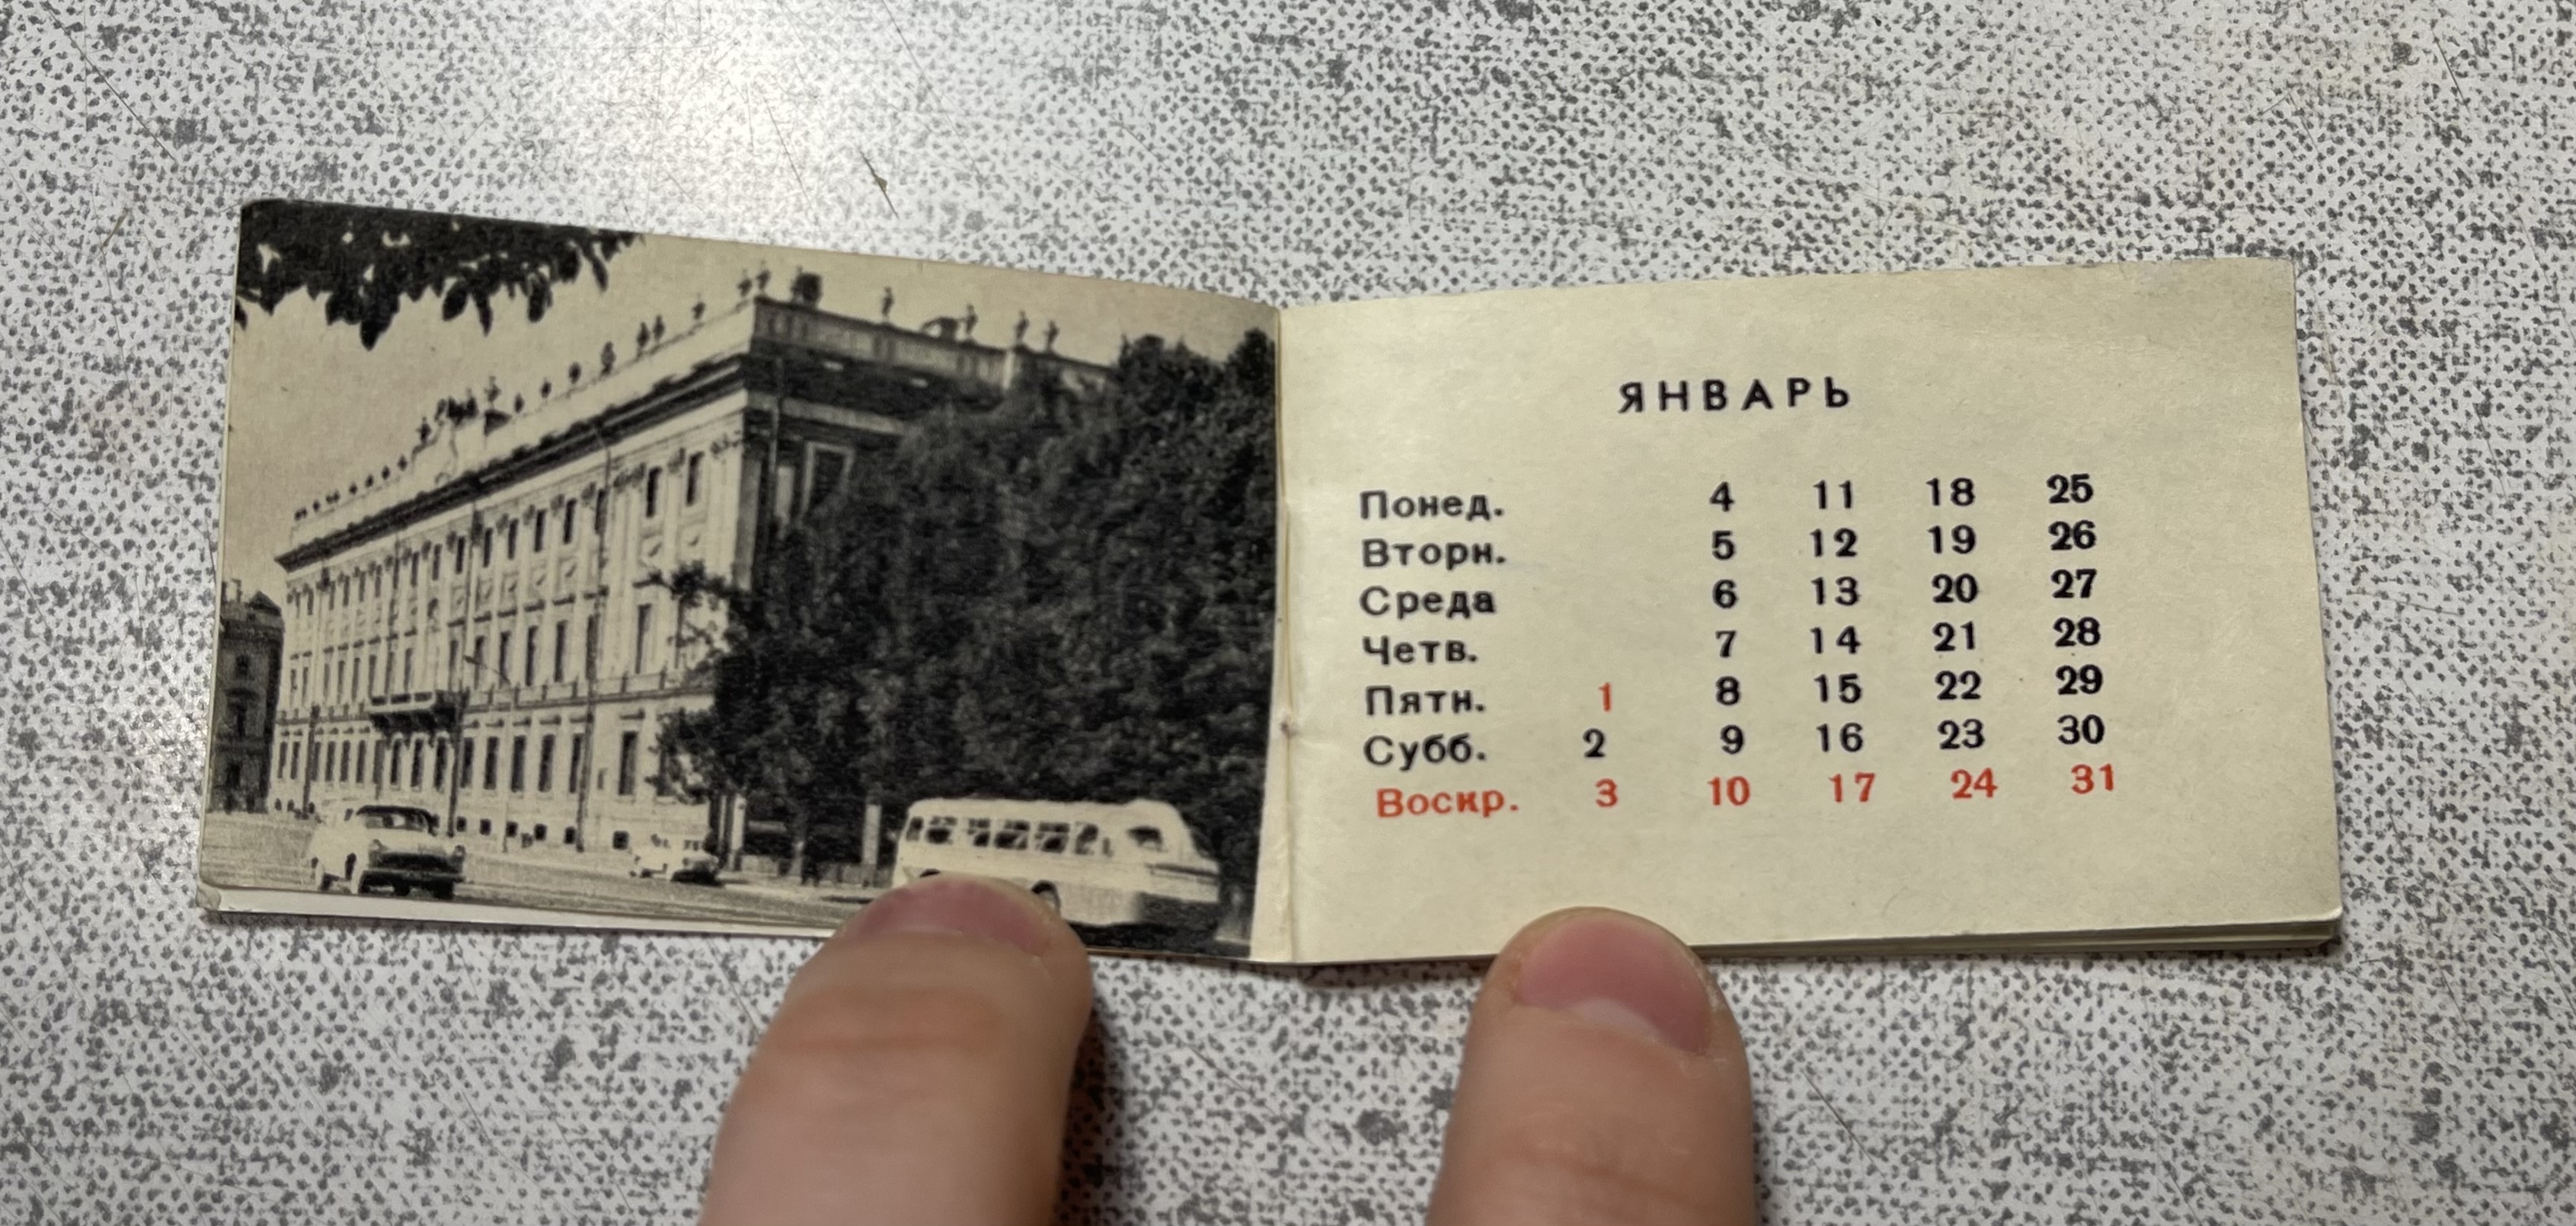 ЯНВАРЬ
Понед. 4 11 18 25
Вторн. 5 12 19 26
Среда 6 13 20 27
Четв. 7 14 21 28
Пятн. 1 8 15 22 29
Субб. 2 9 16 23 30
Воскр. 3 10 17 24 31